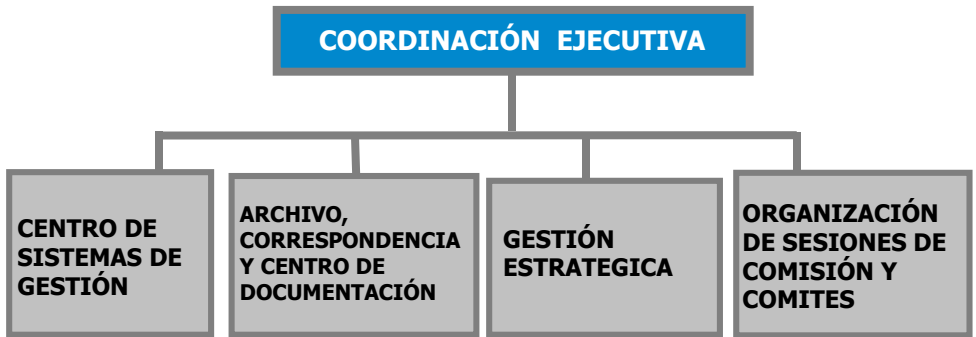 COORDINACIÓN EJECUTIVA
CENTRO DE
SISTEMAS DE
GESTIÓN
ARCHIVO,
CORRESPONDENCIA
Y CENTRO DE
DOCUMENTACIÓN
GESTIÓN
ESTRATEGICA
ORGANIZACIÓN
DE SESIONES DE
COMISIÓN Y
COMITES